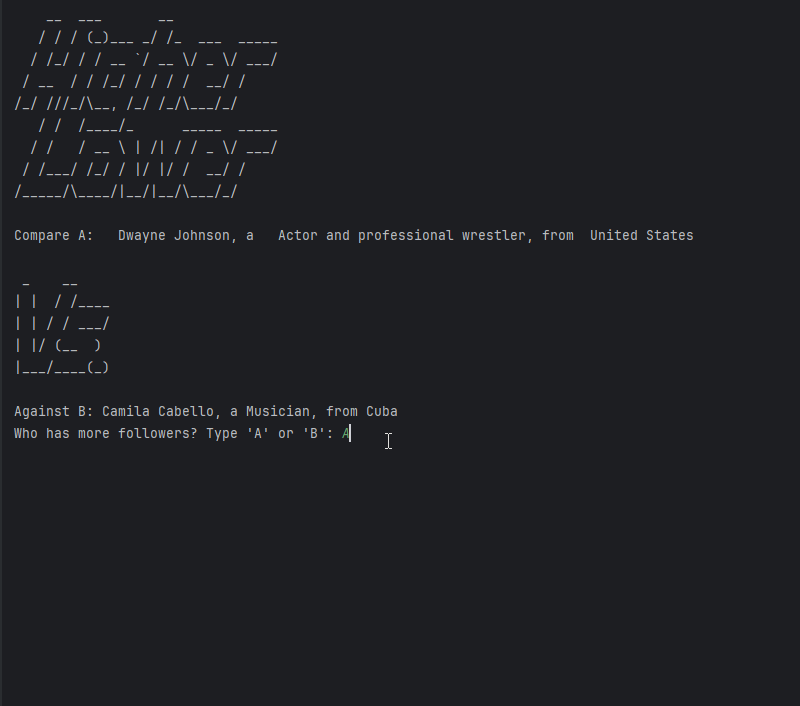 __  ___       __
   / / / (_)___ _/ /_  ___  _____
  / /_/ / / __ `/ __ \/ _ \/ ___/
 / __  / / /_/ / / / /  __/ /
/_/ ///_/\__, /_/ /_/\___/_/
   / /  /____/_      _____  _____
  / /   / __ \ | /| / / _ \/ ___/
 / /___/ /_/ / |/ |/ /  __/ /
/_____/\____/|__/|__/\___/_/
Compare A:   Dwayne Johnson, a   Actor and professional wrestler, from  United States
 _    __
| |  / /____
| | / / ___/
| |/ (__  )
|___/____(_)
Against B: Camila Cabello, a Musician, from Cuba
Who has more followers? Type 'A' or 'B': A